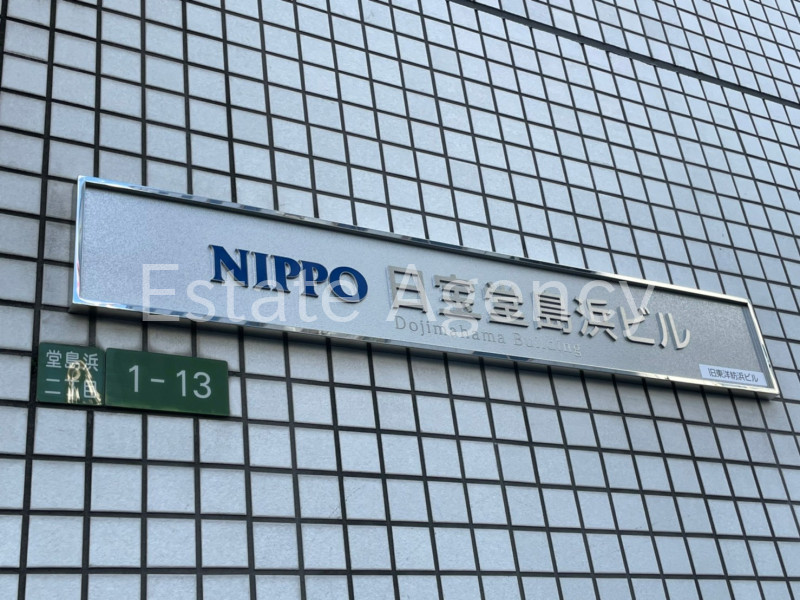 NIPPO 日宝堂島浜ビル
Dojimahama Building
旧東洋紡浜ビル
堂島浜
二丁目
1-13
Estate Agency